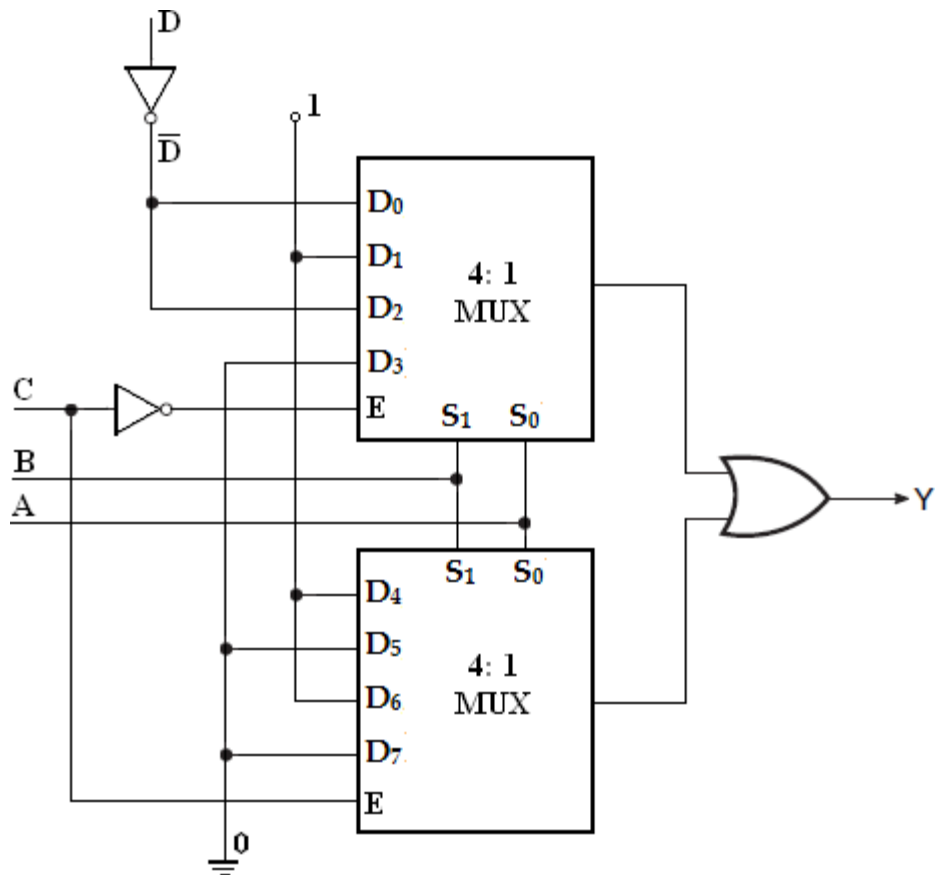 D
D̅
1
D₀
D₁
D₂
D₃
E
4: 1
MUX
S₁ S₀
C
B
A
Y
S₁ S₀
D₄
D₅
D₆
D₇
E
4: 1
MUX
0